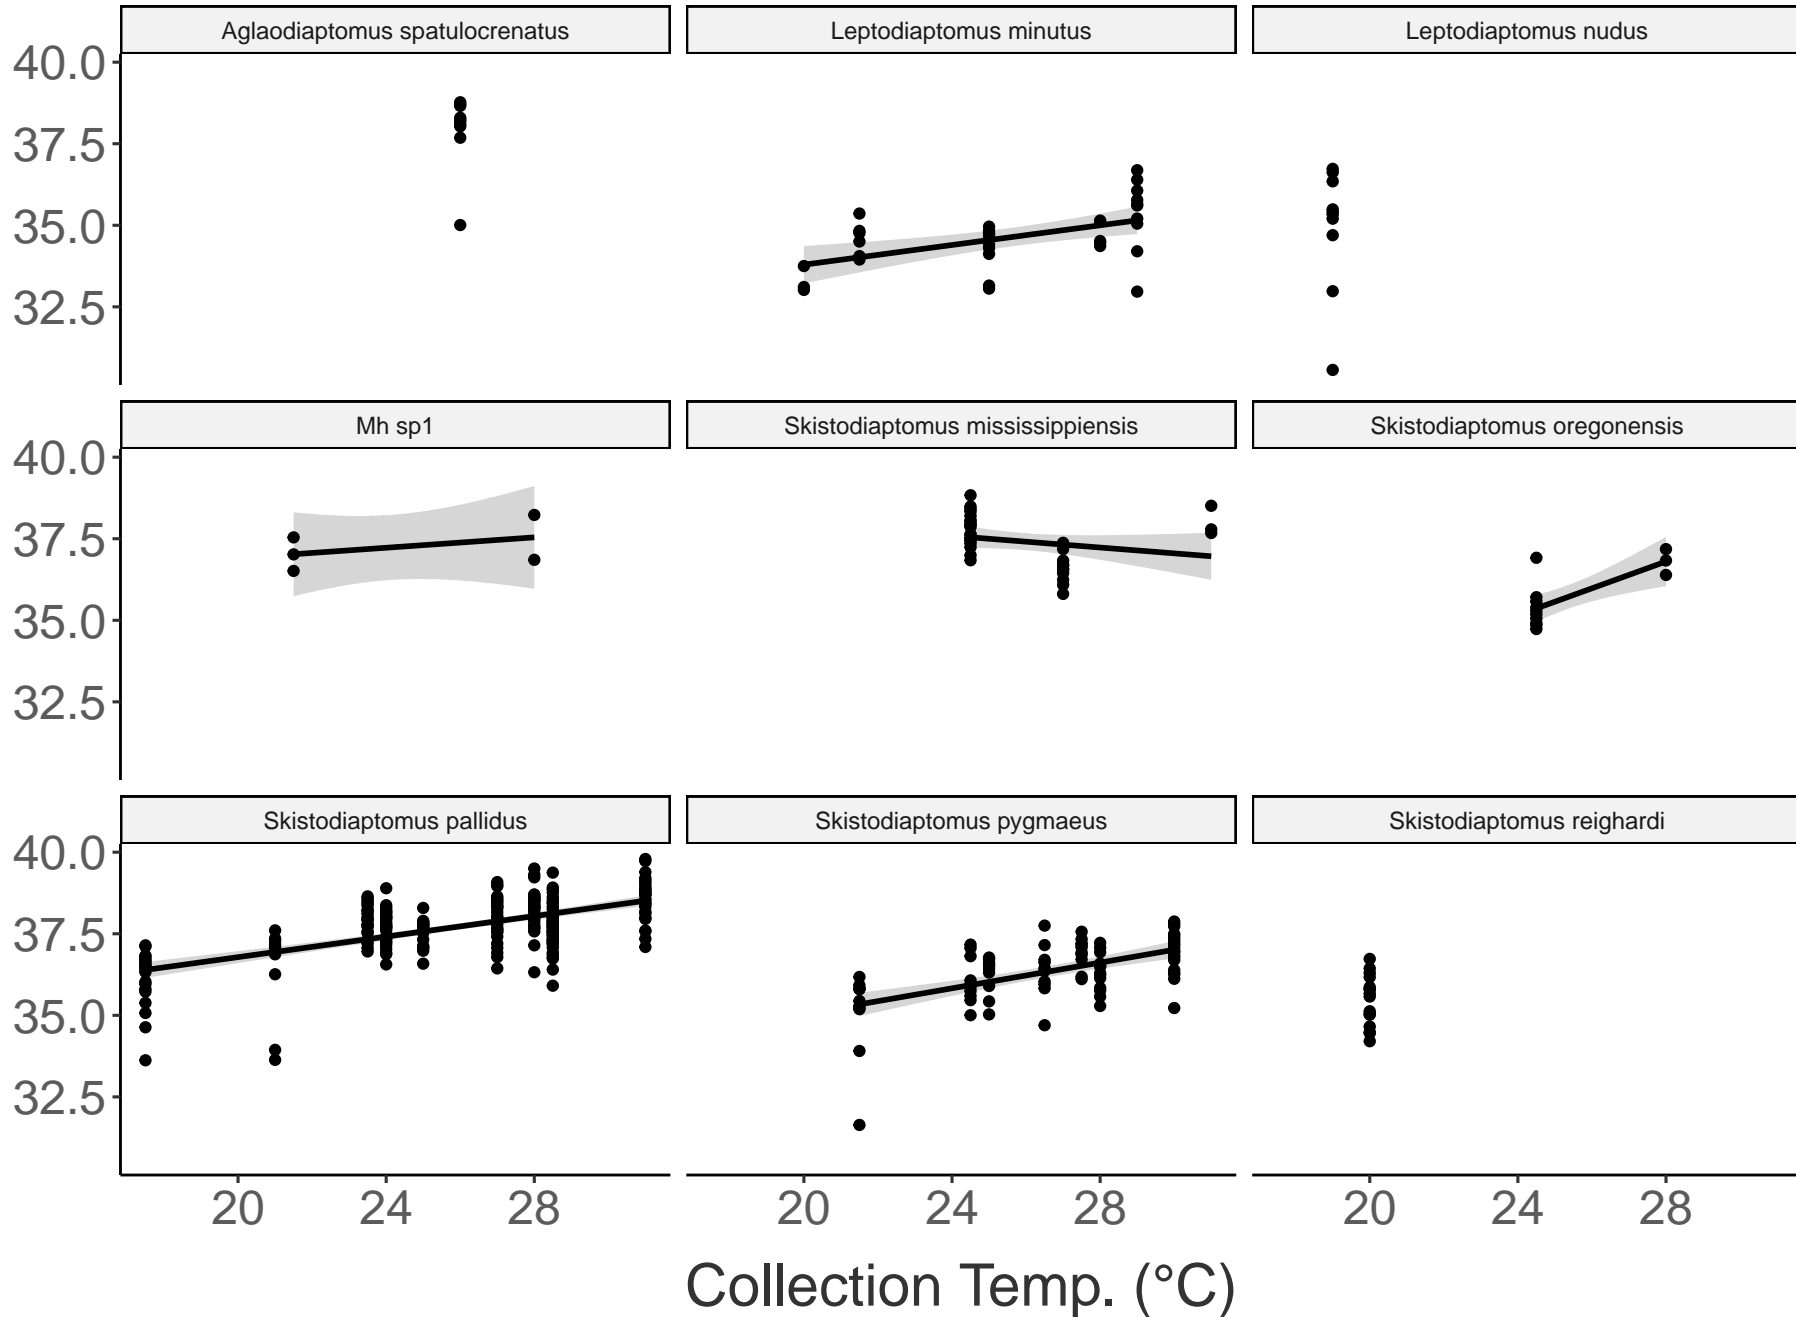 Aglaodiaptomus spatulocrenatus Leptodiaptomus minutus Leptodiaptomus nudus
40.0
37.5
35.0
32.5
Mh sp1 Skistodiaptomus mississippiensis Skistodiaptomus oregonensis
40.0
37.5
35.0
32.5
Skistodiaptomus pallidus Skistodiaptomus pygmaeus Skistodiaptomus reighardi
40.0
37.5
35.0
32.5
20 24 28 20 24 28 20 24 28
Collection Temp. (°C)